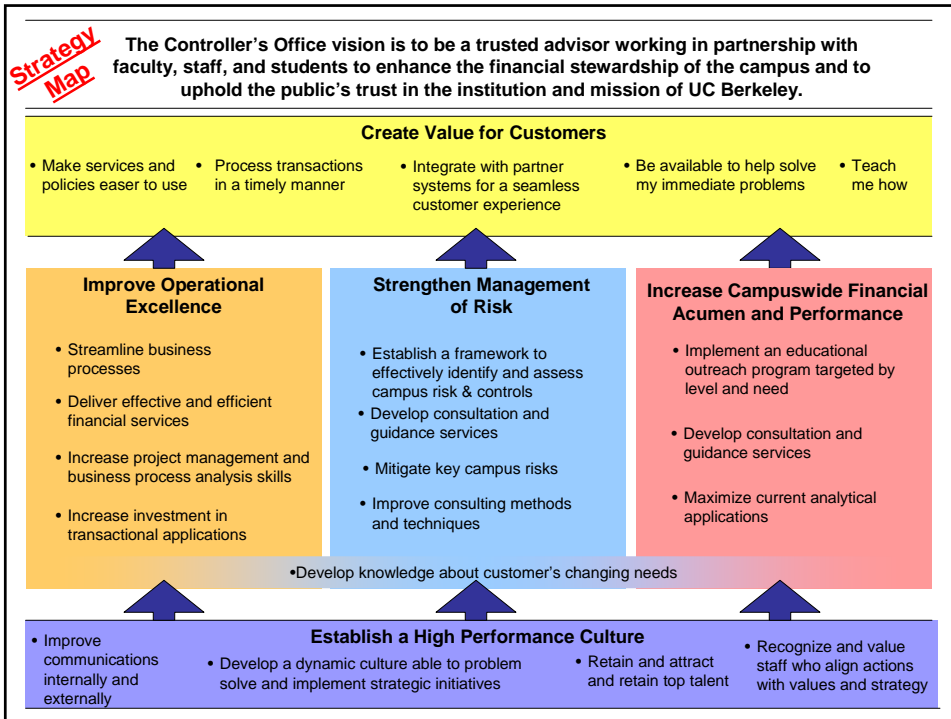 Strategy
Map
The Controller's Office vision is to be a trusted advisor working in partnership with
faculty, staff, and students to enhance the financial stewardship of the campus and to
uphold the public's trust in the institution and mission of UC Berkeley.
Create Value for Customers
• Make services and
policies easer to use
• Process transactions
in a timely manner
• Integrate with partner
systems for a seamless
customer experience
• Be available to help solve
my immediate problems
• Teach
me how
Improve Operational
Excellence
• Streamline business
processes
• Deliver effective and efficient
financial services
• Increase project management and
business process analysis skills
• Increase investment in
transactional applications
Strengthen Management
of Risk
• Establish a framework to
effectively identify and assess
campus risk & controls
• Develop consultation and
guidance services
• Mitigate key campus risks
• Improve consulting methods
and techniques
Increase Campuswide Financial
Acumen and Performance
• Implement an educational
outreach program targeted by
level and need
• Develop consultation and
guidance services
• Maximize current analytical
applications
•Develop knowledge about customer's changing needs
Establish a High Performance Culture
• Improve
communications
internally and
externally
• Develop a dynamic culture able to problem
solve and implement strategic initiatives
• Retain and attract
and retain top talent
• Recognize and value
staff who align actions
with values and strategy